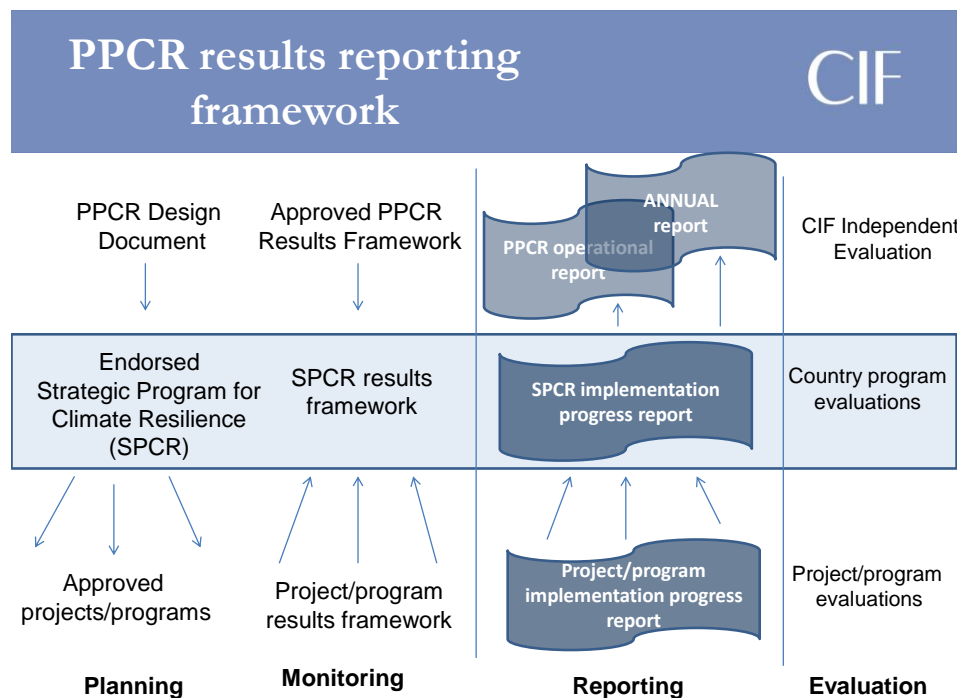 PPCR results reporting
framework
CIF
PPCR Design
Document
Approved PPCR
Results Framework
ANNUAL
report
PPCR operational
report
CIF Independent
Evaluation
Endorsed
Strategic Program for
Climate Resilience
(SPCR)
SPCR results
framework
SPCR implementation
progress report
Country program
evaluations
Approved
projects/programs
Project/program
results framework
Project/program
implementation progress
report
Project/program
evaluations
Planning
Monitoring
Reporting
Evaluation